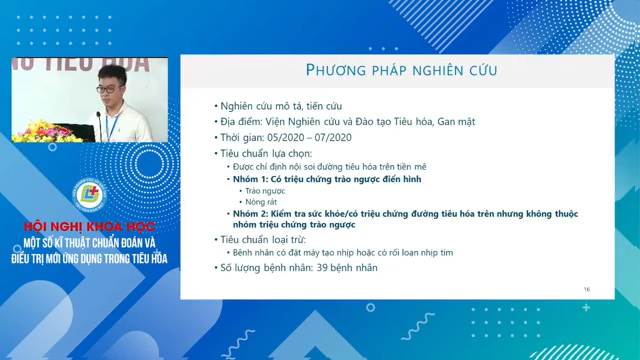 NG TIÊU HÓA
PHƯƠNG PHÁP NGHIÊN CỨU
• Nghiên cứu mô tả, tiến cứu
• Địa điểm: Viện Nghiên cứu và Đào tạo Tiêu hóa, Gan mật
• Thời gian: 05/2020 – 07/2020
• Tiêu chuẩn lựa chọn:
• Được chỉ định nội soi đường tiêu hóa trên tiền mê
• Nhóm 1: Có triệu chứng trào ngược điển hình
• Trào ngược
• Nóng rát
• Nhóm 2: Kiểm tra sức khỏe/có triệu chứng đường tiêu hóa trên nhưng không thuộc
nhóm triệu chứng trào ngược
• Tiêu chuẩn loại trừ:
• Bệnh nhân có đặt máy tạo nhịp hoặc có rối loạn nhịp tim
• Số lượng bệnh nhân: 39 bệnh nhân
16
HỘI NGHỊ KHOA HỌC
MỘT SỐ KĨ THUẬT CHUẨN ĐOÁN VÀ
ĐIỀU TRỊ MỚI ỨNG DỤNG TRONG TIÊU HÓA